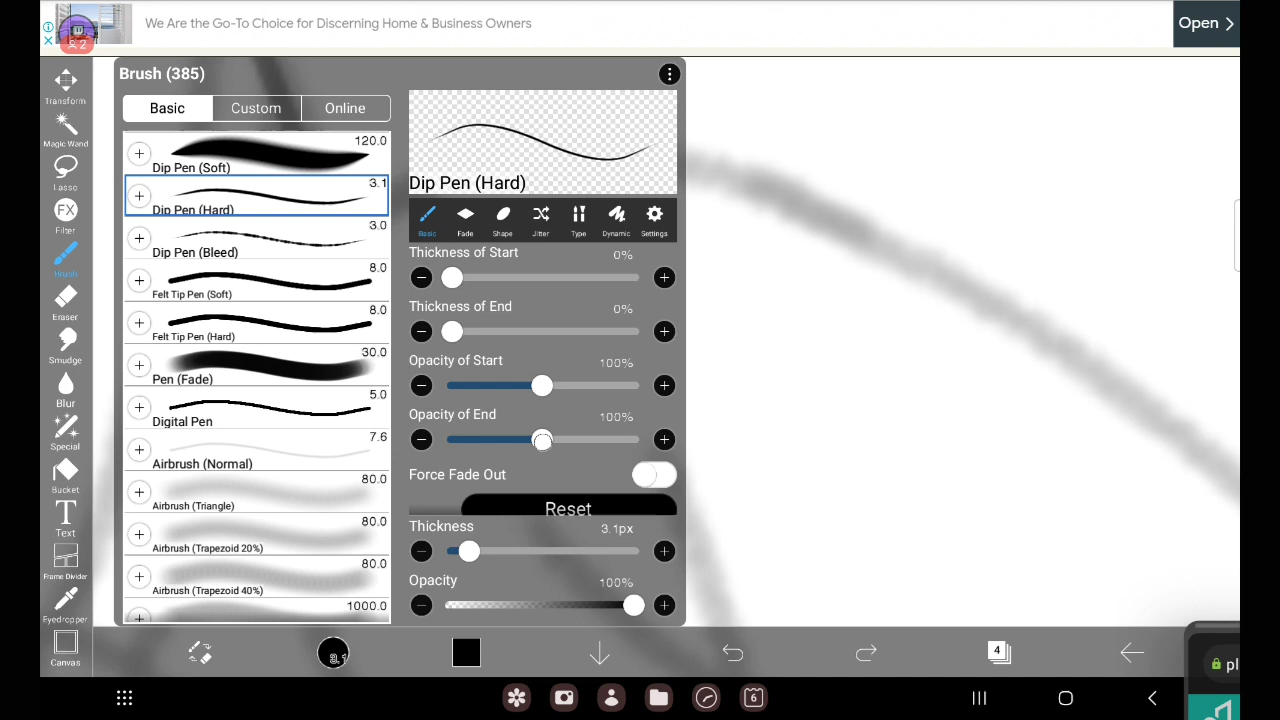 We Are the Go-To Choice for Discerning Home & Business Owners
Open
2
Brush (385)
Basic
Custom
Online
Transform
Magic Wand
Lasso
FX
Filter
Brush
Eraser
Smudge
Blur
Special
Bucket
Text
Frame Divider
Eyedropper
Canvas
120.0
Dip Pen (Soft)
3.1
Dip Pen (Hard)
3.0
Dip Pen (Bleed)
8.0
Felt Tip Pen (Soft)
8.0
Felt Tip Pen (Hard)
30.0
Pen (Fade)
5.0
Digital Pen
7.6
Airbrush (Normal)
80.0
Airbrush (Triangle)
80.0
Airbrush (Trapezoid 20%)
80.0
Airbrush (Trapezoid 40%)
1000.0
Dip Pen (Hard)
Basic
Fade
Shape
Jitter
Type
Dynamic
Settings
Thickness of Start
0%
Thickness of End
0%
Opacity of Start
100%
Opacity of End
100%
Force Fade Out
Reset
Thickness
3.1px
Opacity
100%
3.1
4
6
pl